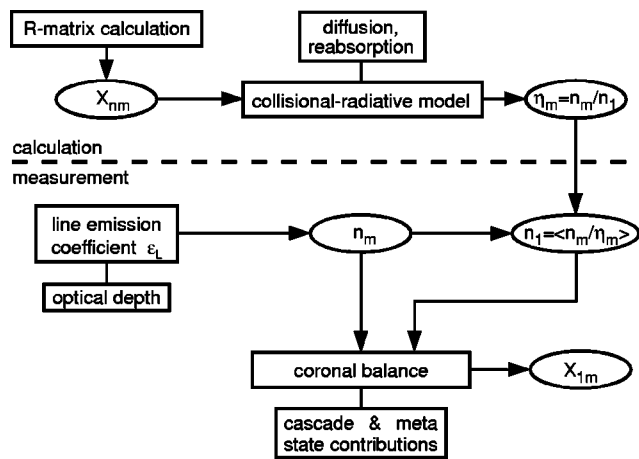 R-matrix calculation
diffusion,
reabsorption
X_nm
collisional-radiative model
η_m=n_m/n_1
calculation
measurement
line emission
coefficient ε_L
n_m
n_1=<n_m/η_m>
optical depth
coronal balance
X_1m
cascade & meta
state contributions